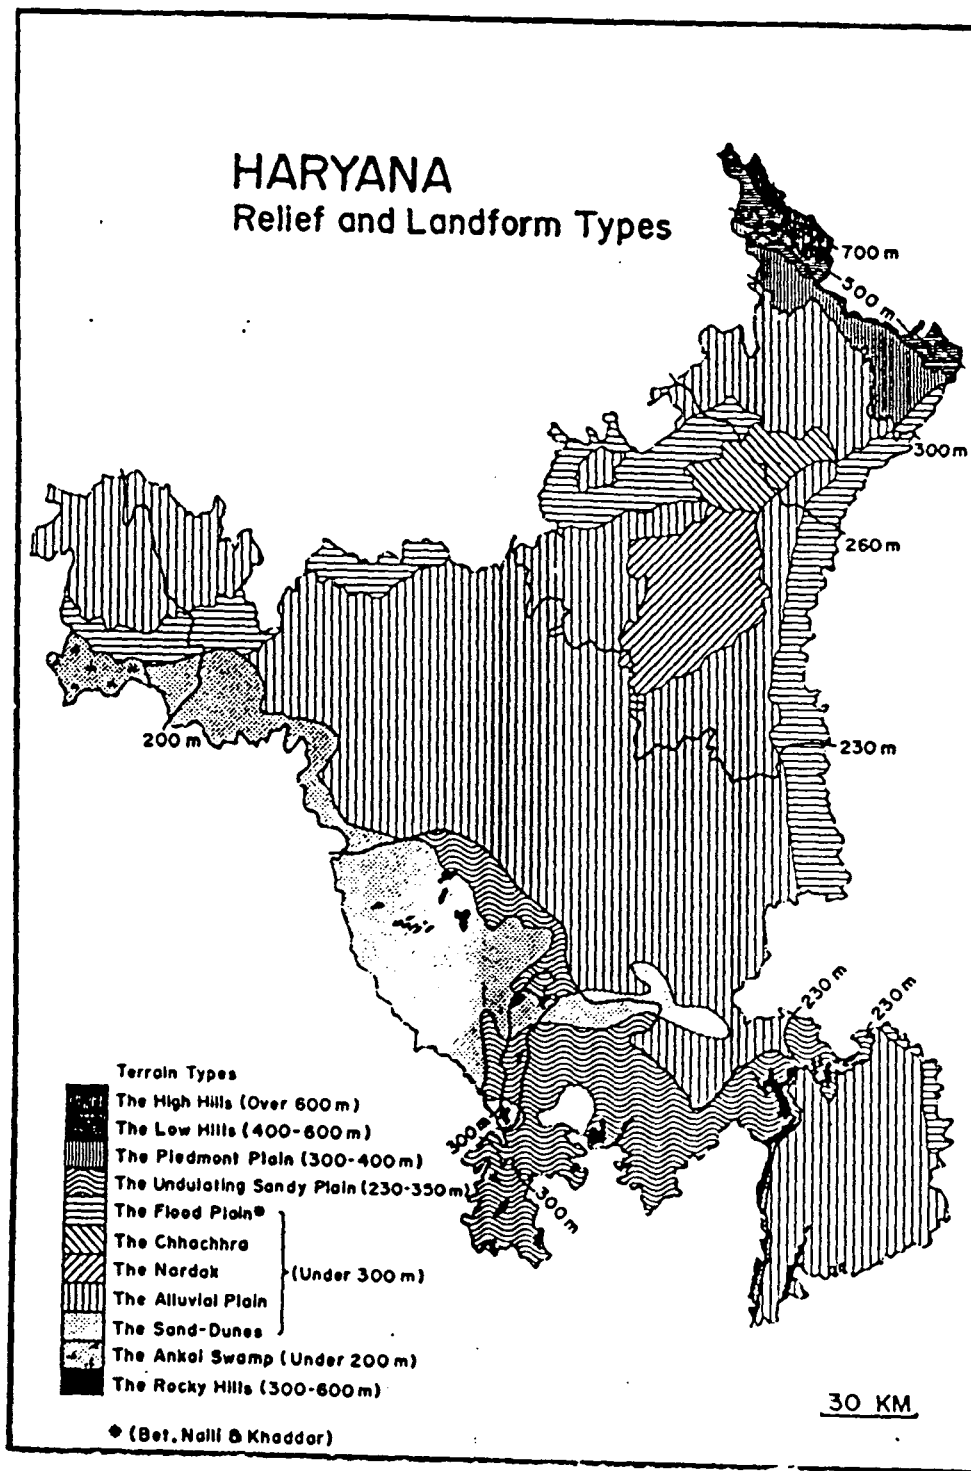 HARYANA
Relief and Landform Types
700 m
500 m
300 m
260 m
230 m
200 m
230 m
230 m
300 m
300 m
Terrain Types
The High Hills (Over 600 m)
The Low Hills (400-600 m)
The Piedmont Plain (300-400 m)
The Undulating Sandy Plain (230-350 m)
The Flood Plain*
The Chhachhra
The Nardak
(Under 300 m)
The Alluvial Plain
The Sand-Dunes
The Ankai Swamp (Under 200 m)
The Rocky Hills (300-600 m)
* (Bet, Nalli & Khaddar)
30 KM